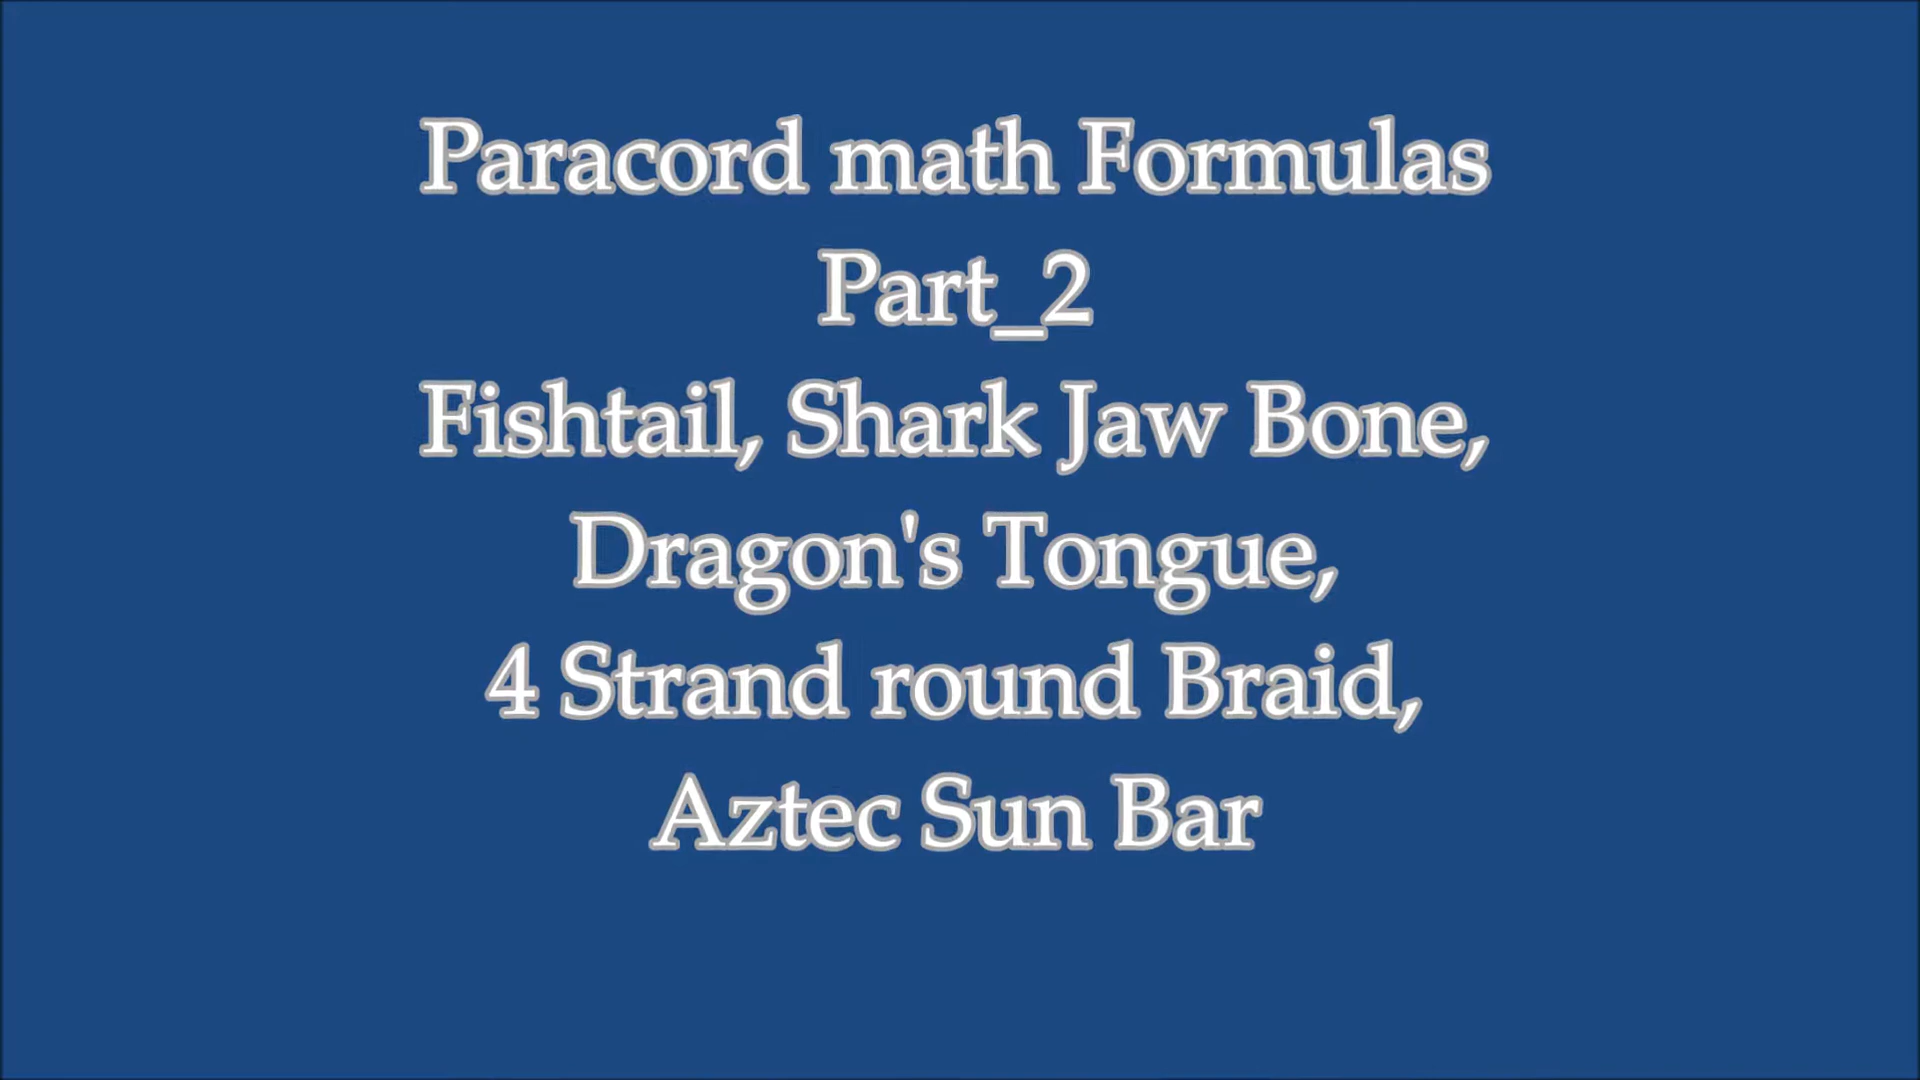 Paracord math Formulas
Part_2
Fishtail, Shark Jaw Bone,
Dragon's Tongue,
4 Strand round Braid,
Aztec Sun Bar